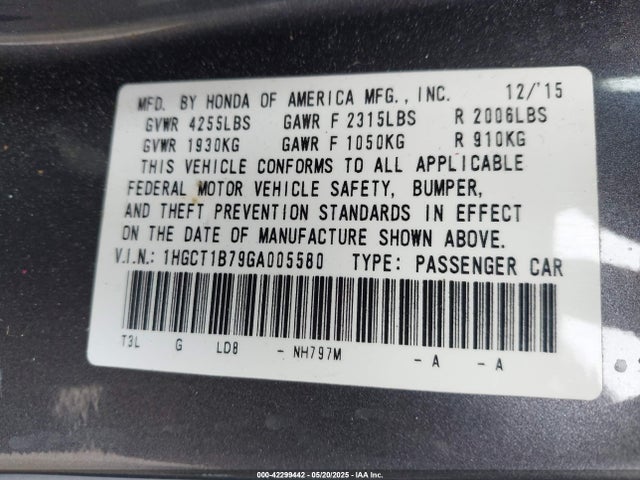 MFD. BY HONDA OF AMERICA MFG., INC. 12/'15
GVWR 4255LBS GAWR F 2315LBS R 2006LBS
GVWR 1930KG GAWR F 1050KG R 910KG
THIS VEHICLE CONFORMS TO ALL APPLICABLE
FEDERAL MOTOR VEHICLE SAFETY, BUMPER,
AND THEFT PREVENTION STANDARDS IN EFFECT
ON THE DATE OF MANUFACTURE SHOWN ABOVE.
V.I.N.: 1HGCT1B79GA005580 TYPE: PASSENGER CAR
T3L G LD8 - NH797M - A - A
000-42299442 - 05/20/2025 - IAA Inc.